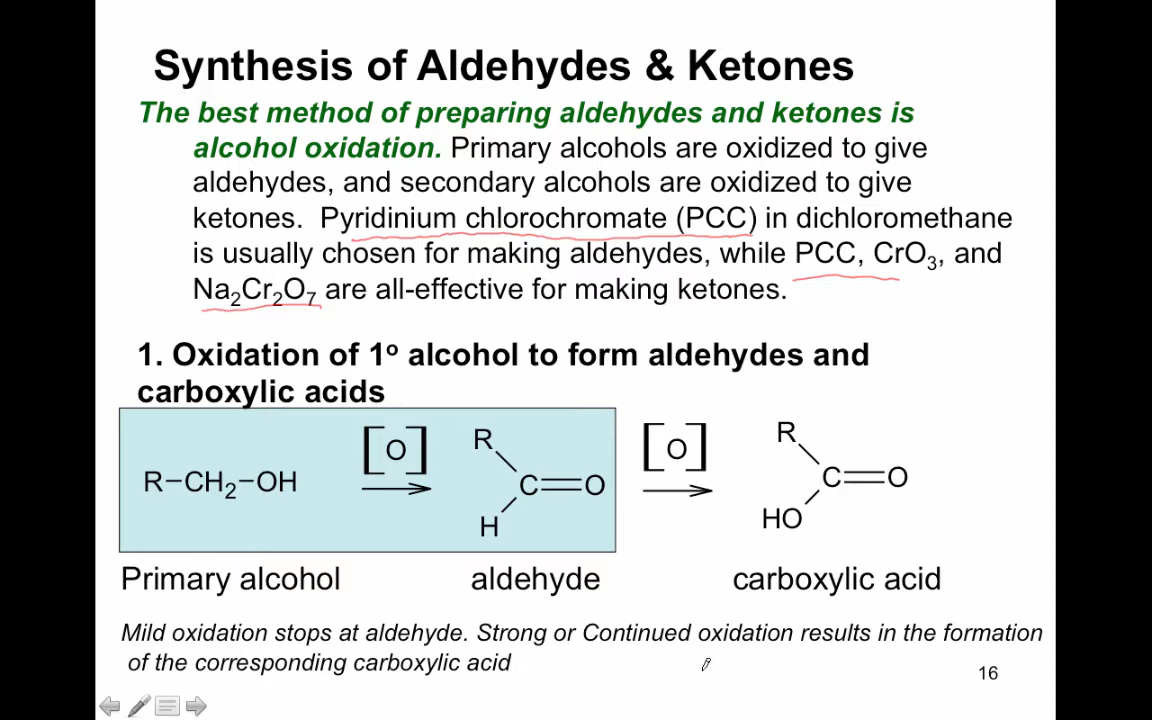 Synthesis of Aldehydes & Ketones
The best method of preparing aldehydes and ketones is
alcohol oxidation. Primary alcohols are oxidized to give
aldehydes, and secondary alcohols are oxidized to give
ketones. Pyridinium chlorochromate (PCC) in dichloromethane
is usually chosen for making aldehydes, while PCC, CrO₃, and
Na₂Cr₂O₇ are all-effective for making ketones.
1. Oxidation of 1º alcohol to form aldehydes and
carboxylic acids
R–CH₂–OH [O] R C=O H [O] R C=O HO
Primary alcohol aldehyde carboxylic acid
Mild oxidation stops at aldehyde. Strong or Continued oxidation results in the formation
of the corresponding carboxylic acid
16